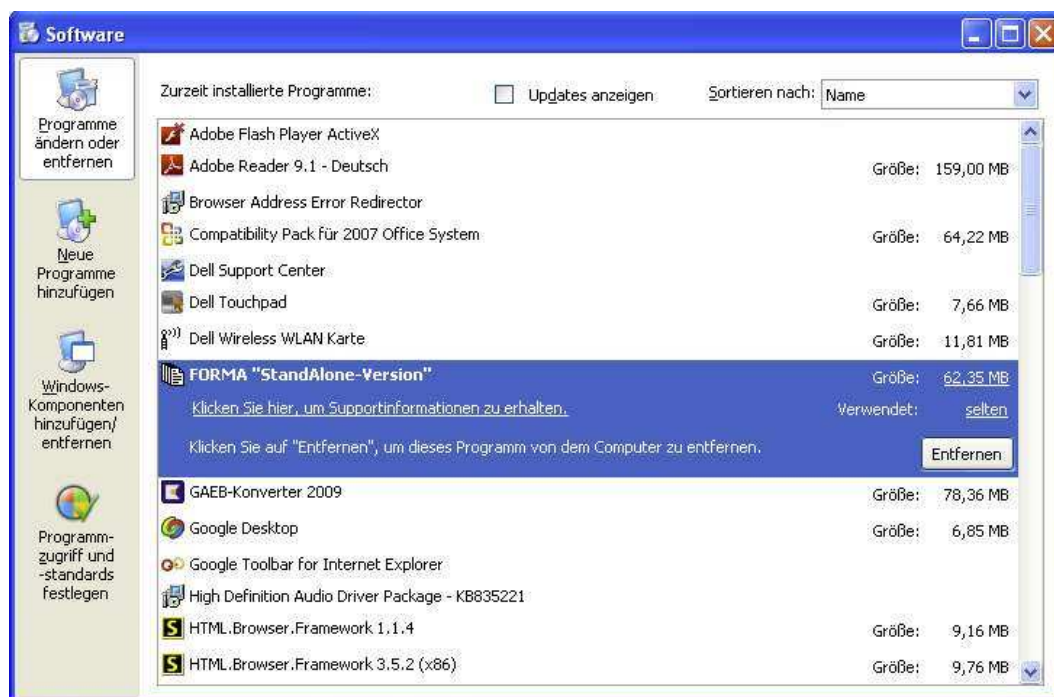 Software
Programme
ändern oder
entfernen
Neue
Programme
hinzufügen
Windows-
Komponenten
hinzufügen/
entfernen
Programm-
zugriff und
-standards
festlegen
Zurzeit installierte Programme:
Updates anzeigen
Sortieren nach: Name
Adobe Flash Player ActiveX
Adobe Reader 9.1 - Deutsch Größe: 159,00 MB
Browser Address Error Redirector
Compatibility Pack für 2007 Office System Größe: 64,22 MB
Dell Support Center
Dell Touchpad Größe: 7,66 MB
Dell Wireless WLAN Karte Größe: 11,81 MB
FORMA "StandAlone-Version" Größe: 62,35 MB
Klicken Sie hier, um Supportinformationen zu erhalten. Verwendet: selten
Klicken Sie auf "Entfernen", um dieses Programm von dem Computer zu entfernen. Entfernen
GAEB-Konverter 2009 Größe: 78,36 MB
Google Desktop Größe: 6,85 MB
Google Toolbar for Internet Explorer
High Definition Audio Driver Package - KB835221
HTML.Browser.Framework 1.1.4 Größe: 9,16 MB
HTML.Browser.Framework 3.5.2 (x86) Größe: 9,76 MB